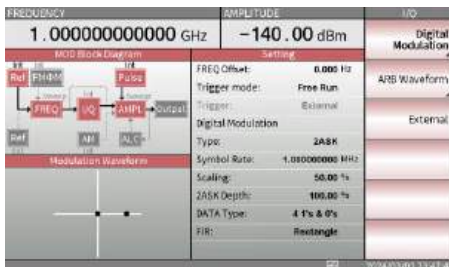 FREQUENCY
AMPLITUDE
I/Q
1.000000000000 GHz
-140.00 dBm
Digital Modulation
ARB Waveform
External
MOD Block Diagram
Int
Int
Ref
FM/ΦM
Pulse
FREQ
I/Q
AMPL
Output
Ref
AM
ALC
Modulation Waveform
Setting
FREQ Offset: 0.000 Hz
Trigger mode: Free Run
Trigger: External
Digital Modulation
Type: 2ASK
Symbol Rate: 1.000000000 MHz
Scaling: 50.00 %
2ASK Depth: 100.00 %
DATA Type: 4 1's & 0's
FIR: Rectangle